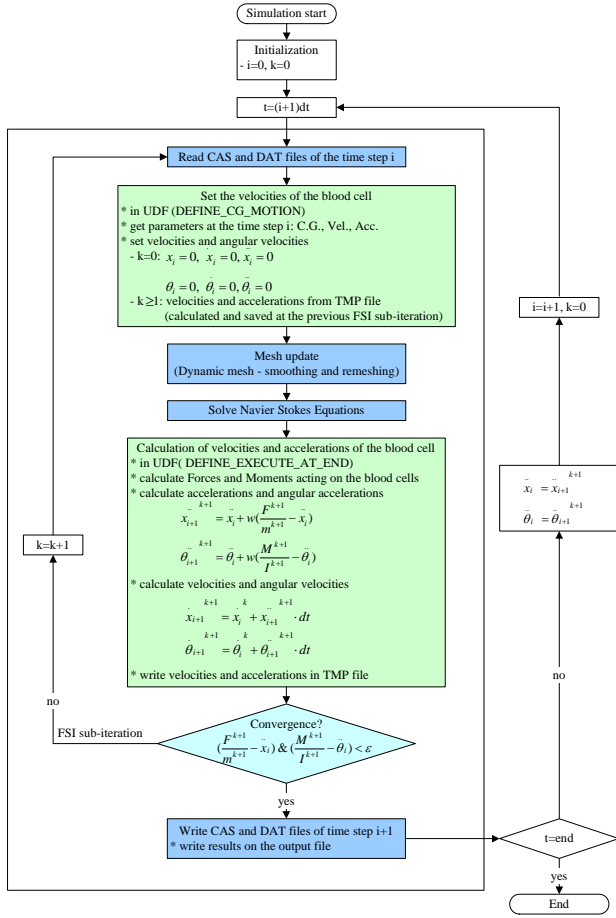 Simulation start
Initialization
- i=0, k=0
t=(i+1)dt
Read CAS and DAT files of the time step i
Set the velocities of the blood cell
* in UDF (DEFINE_CG_MOTION)
* get parameters at the time step i: C.G., Vel., Acc.
* set velocities and angular velocities
- k=0: x_i = 0, ẋ_i = 0, ẍ_i = 0
θ_i = 0, θ̇_i = 0, θ̈_i = 0
- k≥1: velocities and accelerations from TMP file
(calculated and saved at the previous FSI sub-iteration)
i=i+1, k=0
Mesh update
(Dynamic mesh - smoothing and remeshing)
Solve Navier Stokes Equations
Calculation of velocities and accelerations of the blood cell
* in UDF( DEFINE_EXECUTE_AT_END)
* calculate Forces and Moments acting on the blood cells
* calculate accelerations and angular accelerations
ẍ_{i+1}^{k+1} = ẍ_i + w(F^{k+1}/m^{k+1} - ẍ_i)
θ̈_{i+1}^{k+1} = θ̈_i + w(M^{k+1}/I^{k+1} - θ̈_i)
* calculate velocities and angular velocities
ẋ_{i+1}^{k+1} = ẋ_i^k + ẍ_{i+1}^{k+1} · dt
θ̇_{i+1}^{k+1} = θ̇_i^k + θ̈_{i+1}^{k+1} · dt
* write velocities and accelerations in TMP file
k=k+1
ẍ_i = ẍ_{i+1}^{k+1}
θ̈_i = θ̈_{i+1}^{k+1}
no
no
FSI sub-iteration
Convergence?
(F^{k+1}/m^{k+1} - ẍ_i) & (M^{k+1}/I^{k+1} - θ̈_i) < ε
yes
Write CAS and DAT files of time step i+1
* write results on the output file
t=end
yes
End